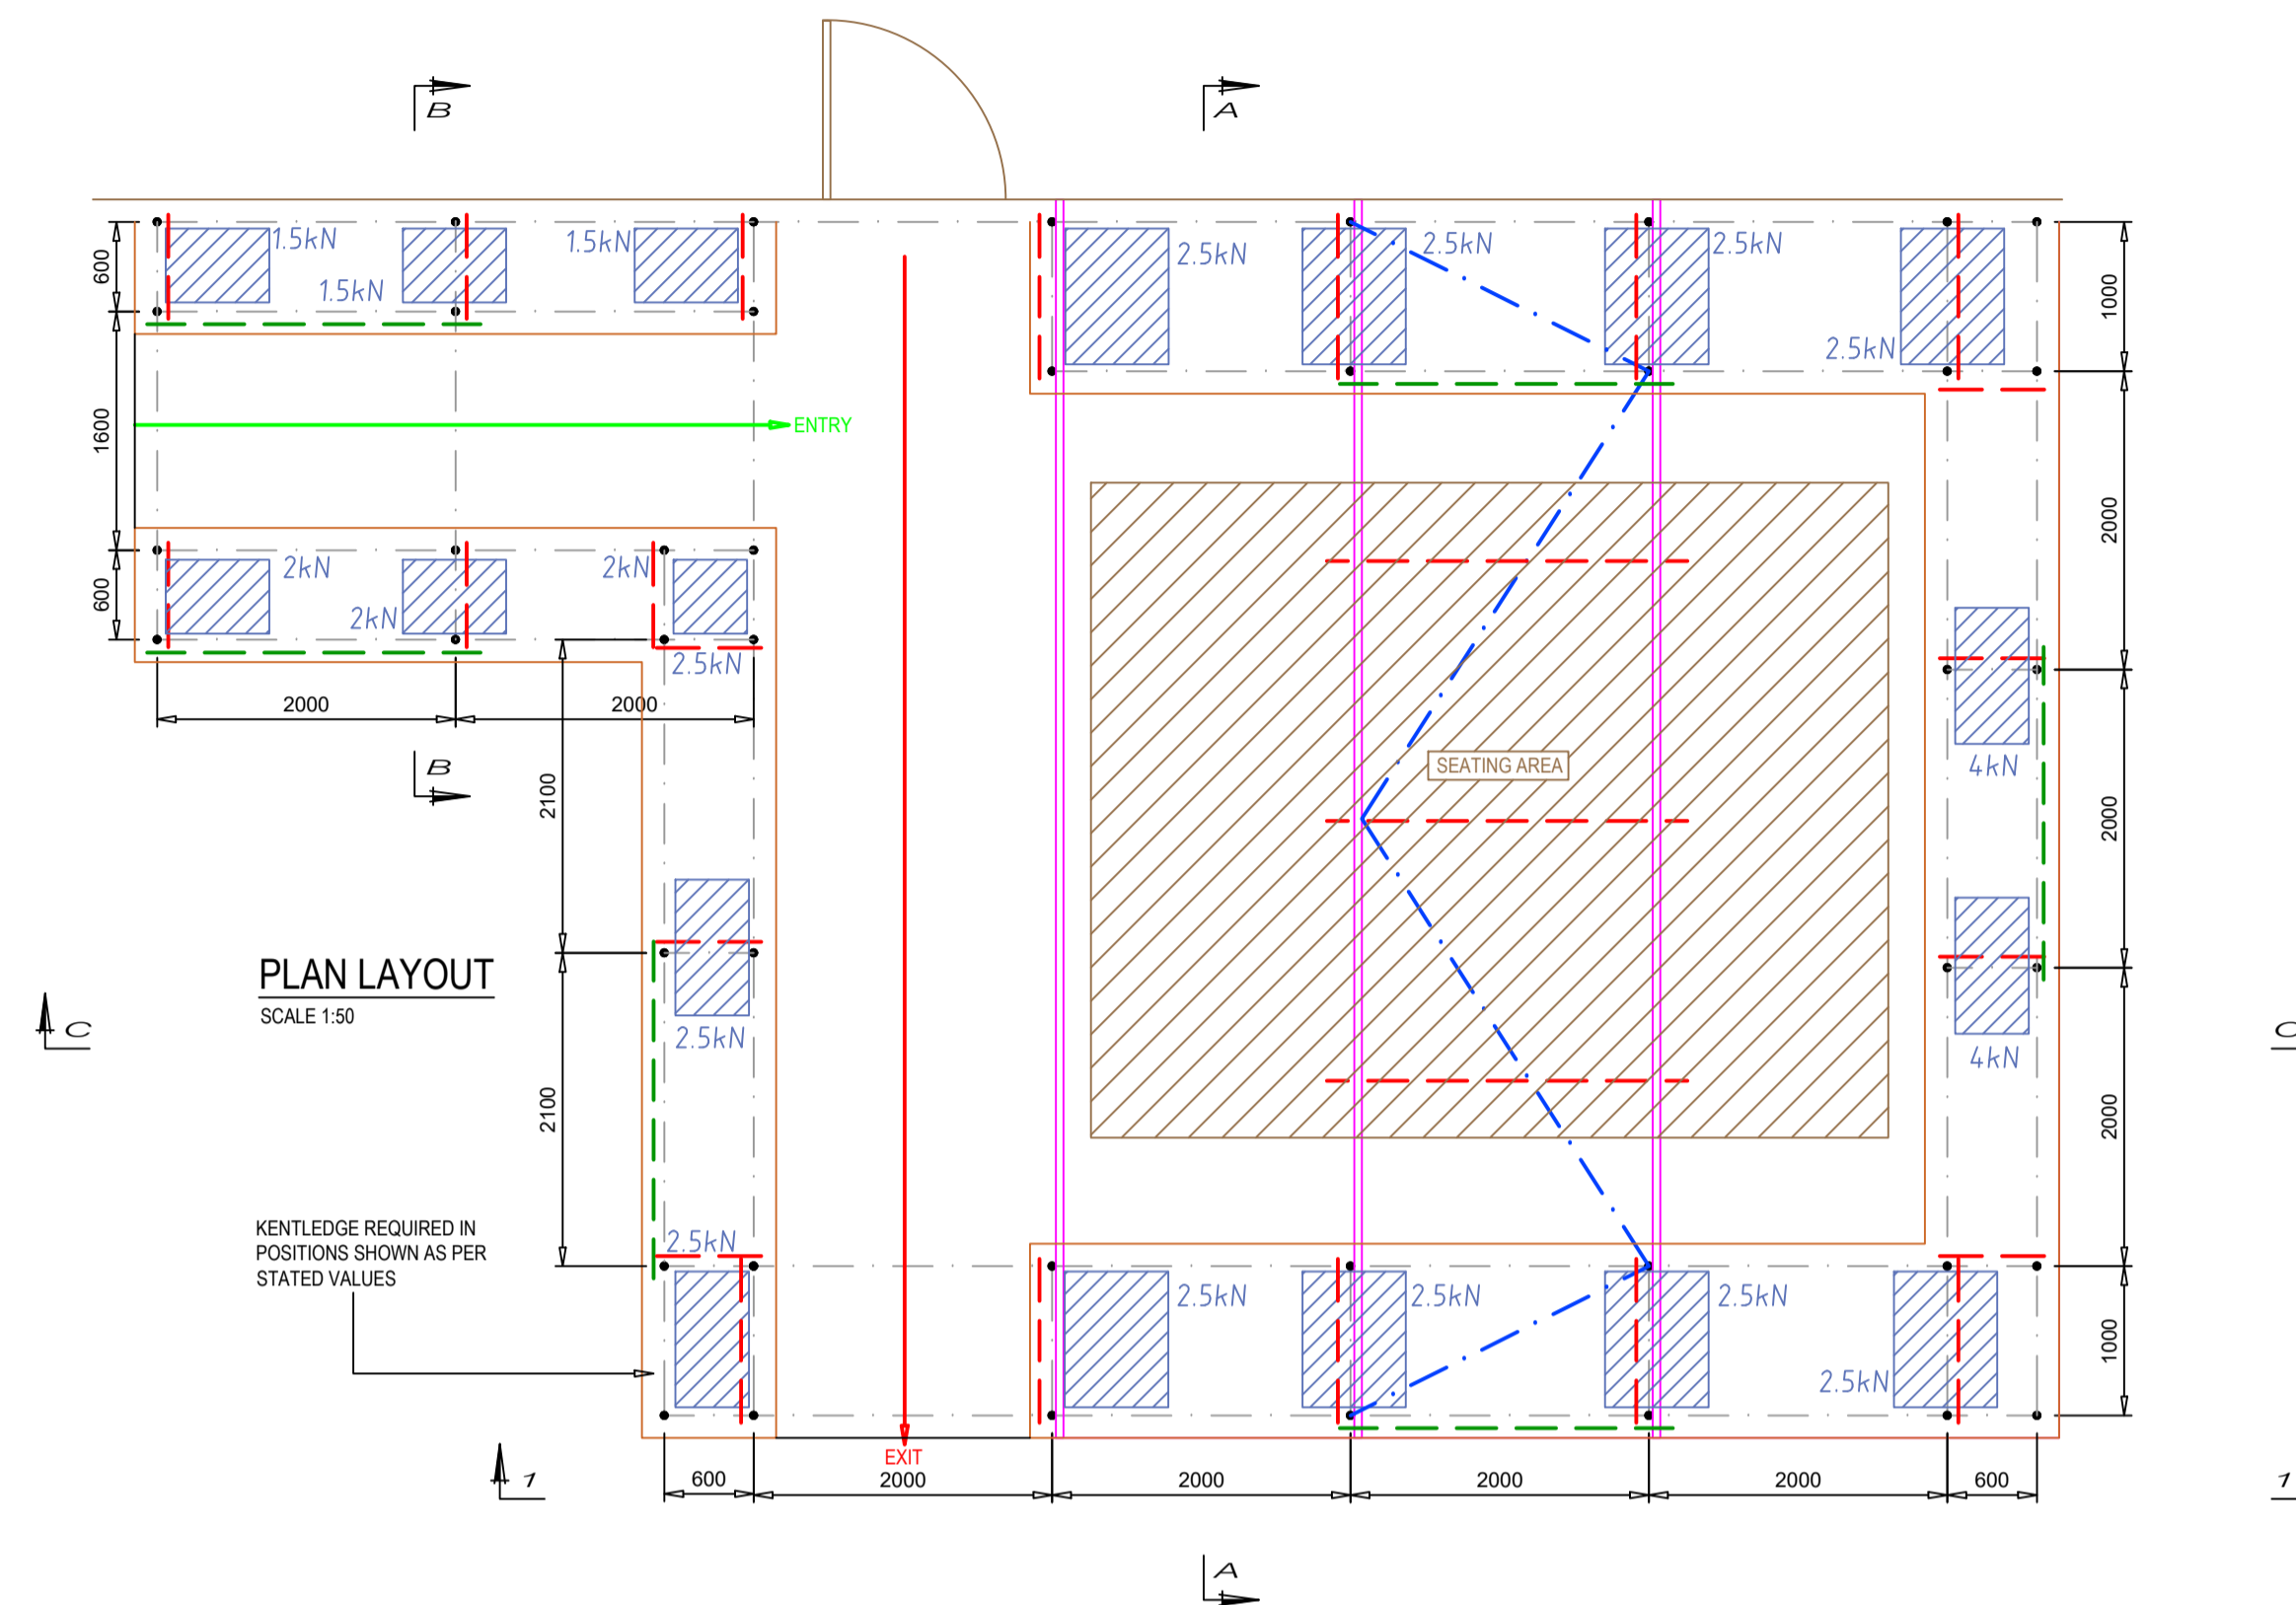 B
A
600
1.5kN
1.5kN
1.5kN
2.5kN
2.5kN
2.5kN
2.5kN
1000
1600
ENTRY
600
2kN
2kN
2kN
2.5kN
2000
2000
2000
B
2100
SEATING AREA
4kN
2000
PLAN LAYOUT
SCALE 1:50
C
2.5kN
4kN
C
2100
2000
KENTLEDGE REQUIRED IN
POSITIONS SHOWN AS PER
STATED VALUES
2.5kN
2.5kN
2.5kN
2.5kN
2.5kN
1000
EXIT
1
600
2000
2000
2000
2000
600
1
A